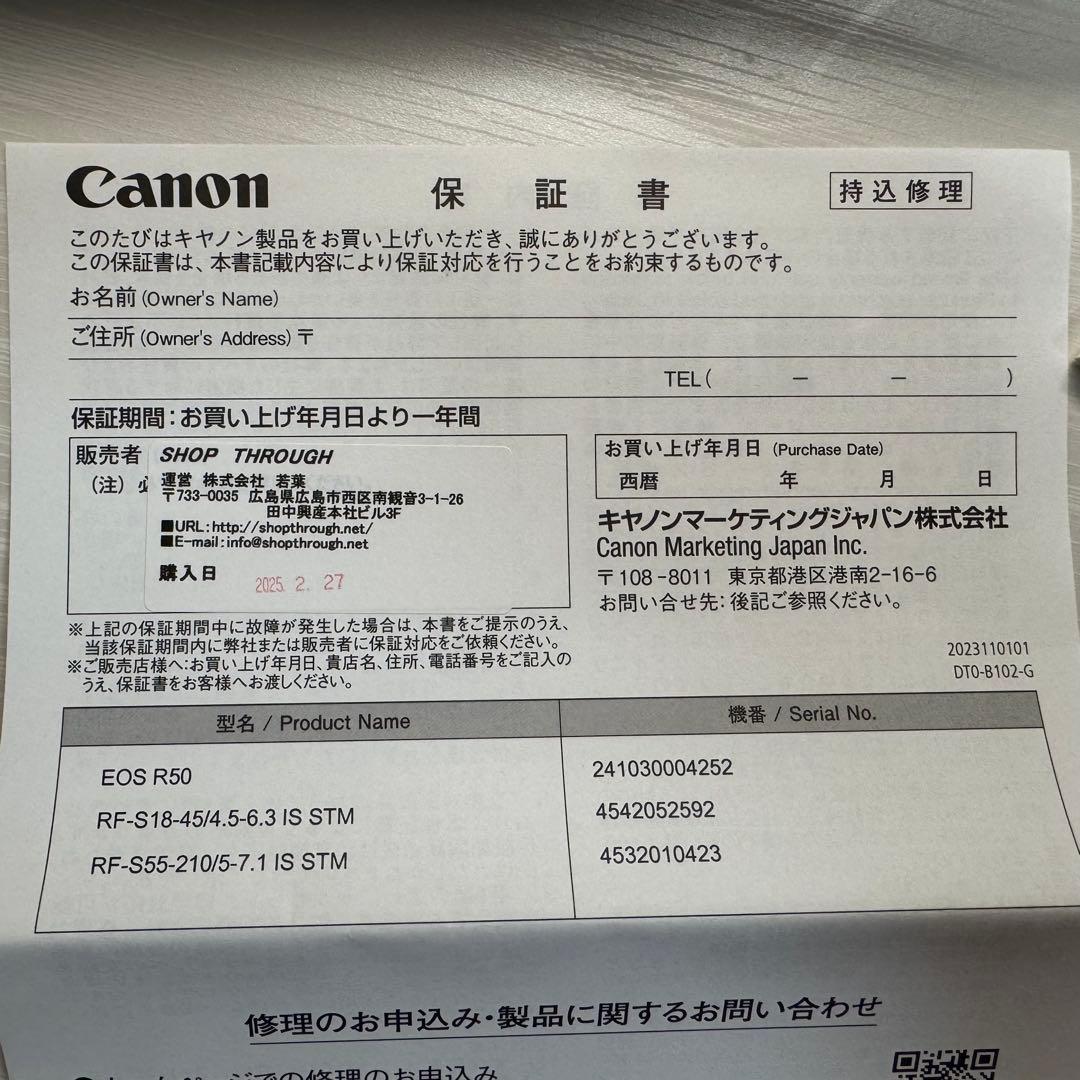 Canon
保証書
持込修理
このたびはキヤノン製品をお買い上げいただき、誠にありがとうございます。
この保証書は、本書記載内容により保証対応を行うことをお約束するものです。
お名前 (Owner's Name)
ご住所 (Owner's Address) 〒
TEL( － － )
保証期間：お買い上げ年月日より一年間
販売者
(注)
SHOP THROUGH
運営 株式会社 若葉
〒733-0035 広島県広島市西区南観音3-1-26
田中興産本社ビル3F
■URL:http://shopthrough.net/
■E-mail:info@shopthrough.net
購入日 2025. 2. 27
お買い上げ年月日 (Purchase Date)
西暦 年 月 日
キヤノンマーケティングジャパン株式会社
Canon Marketing Japan Inc.
〒108-8011 東京都港区港南2-16-6
お問い合せ先：後記ご参照ください。
※上記の保証期間中に故障が発生した場合は、本書をご提示のうえ、
当該保証期間内に弊社または販売者に保証対応をご依頼ください。
※ご販売店様へ：お買い上げ年月日、貴店名、住所、電話番号をご記入の
うえ、保証書をお客様へお渡しください。
2023110101
DT0-B102-G
型名 / Product Name 機番 / Serial No.
EOS R50 241030004252
RF-S18-45/4.5-6.3 IS STM 4542052592
RF-S55-210/5-7.1 IS STM 4532010423
修理のお申込み・製品に関するお問い合わせ
ホームページでの修理のお申込み